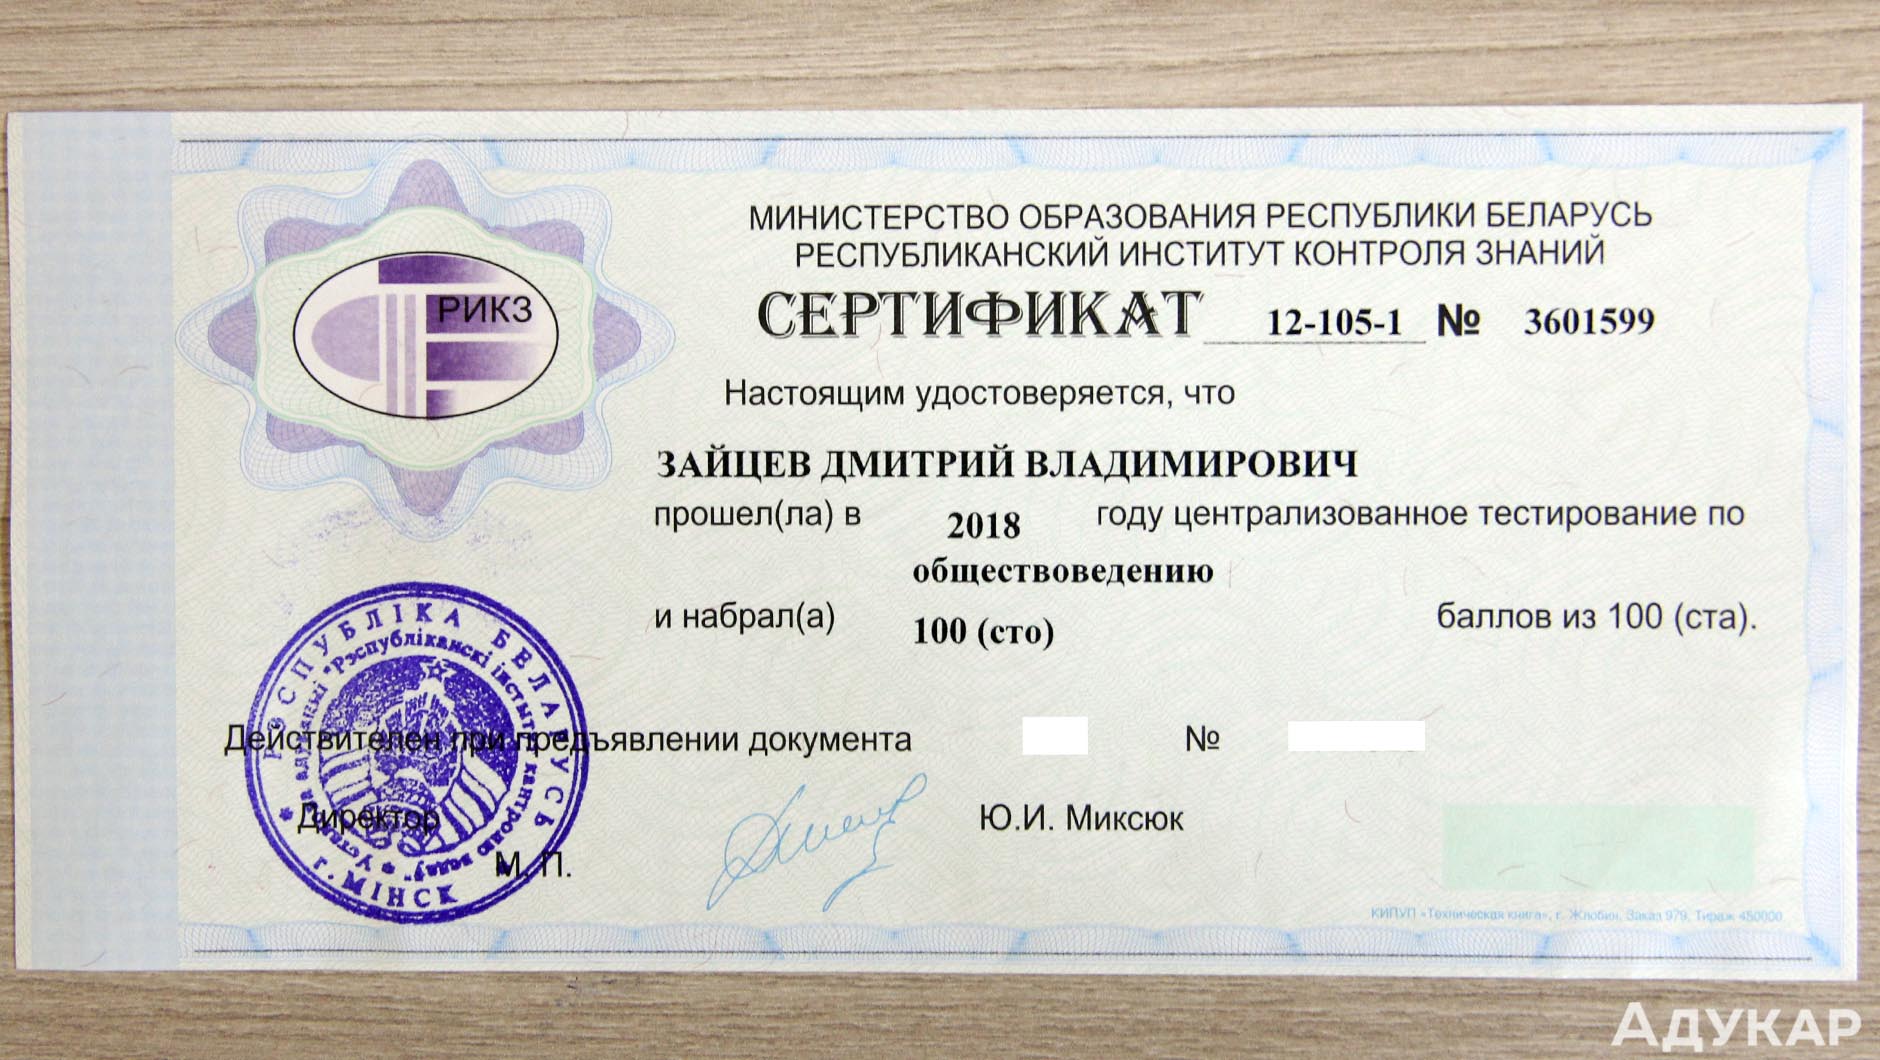 МИНИСТЕРСТВО ОБРАЗОВАНИЯ РЕСПУБЛИКИ БЕЛАРУСЬ
РЕСПУБЛИКАНСКИЙ ИНСТИТУТ КОНТРОЛЯ ЗНАНИЙ
РИКЗ
СЕРТИФИКАТ 12-105-1 № 3601599
Настоящим удостоверяется, что
ЗАЙЦЕВ ДМИТРИЙ ВЛАДИМИРОВИЧ
прошел(ла) в 2018 году централизованное тестирование по
обществоведению
и набрал(а) 100 (сто) баллов из 100 (ста).
Действителен при предъявлении документа №
Директор Ю.И. Миксюк
М. П.
РЭСПУБЛІКА БЕЛАРУСЬ
"Рэспубліканскі інстытут кантролю ведаў"
г. МІНСК
КИПУП «Техническая книга», г. Жлобин, Заказ 979, Тираж 450000
Адукар